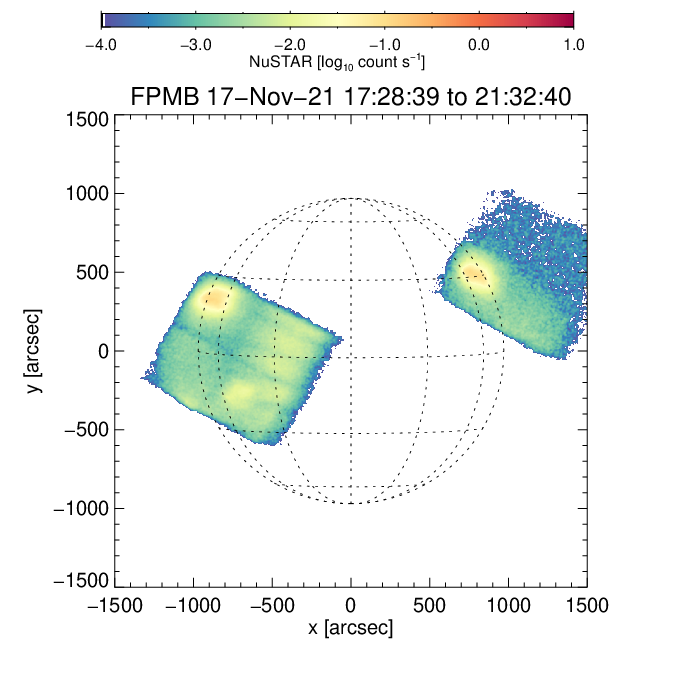 −4.0 −3.0 −2.0 −1.0 0.0 1.0
NuSTAR [log₁₀ count s⁻¹]
FPMB 17−Nov−21 17:28:39 to 21:32:40
1500
1000
500
0
−500
−1000
−1500
y [arcsec]
−1500 −1000 −500 0 500 1000 1500
x [arcsec]